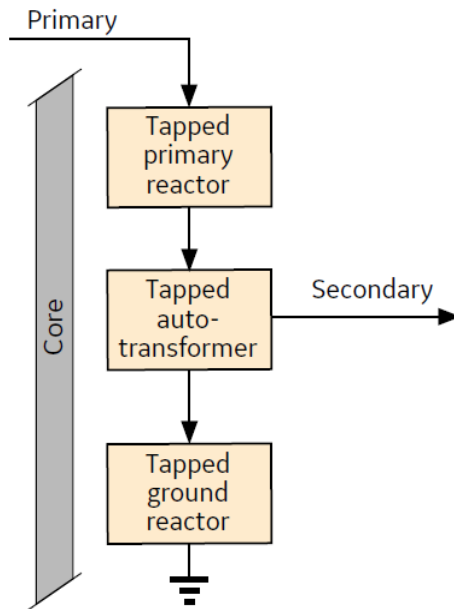 Primary
Tapped
primary
reactor
Tapped
auto-
transformer
Secondary
Core
Tapped
ground
reactor